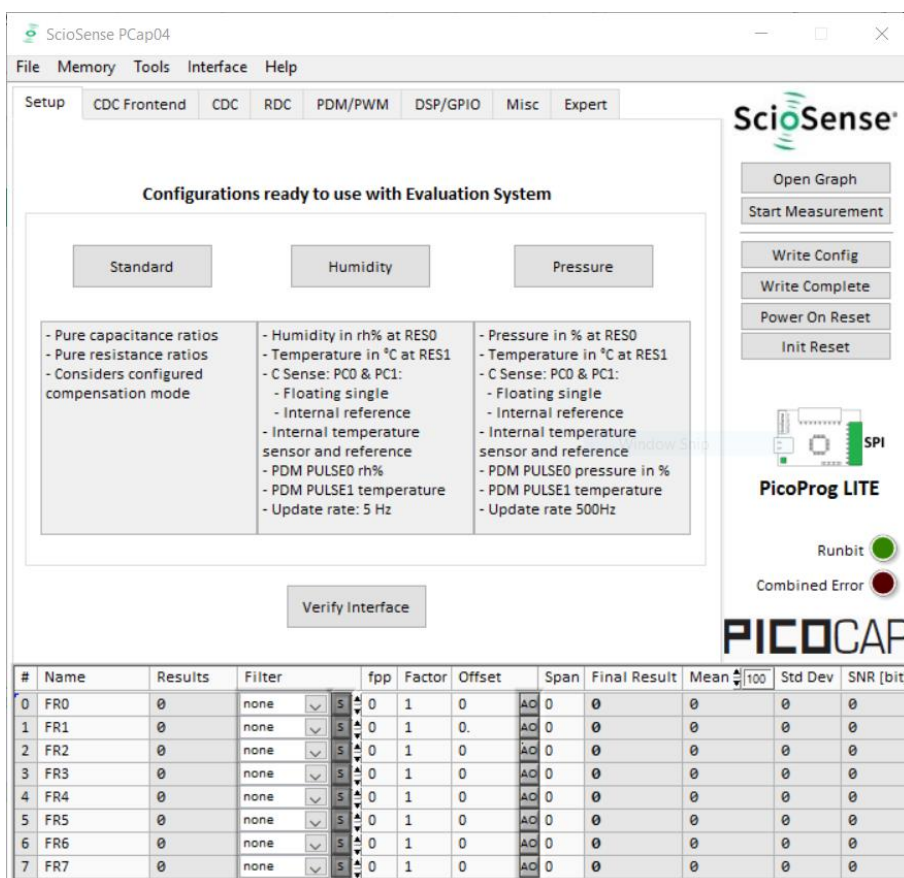 ScioSense PCap04
File Memory Tools Interface Help
Setup CDC Frontend CDC RDC PDM/PWM DSP/GPIO Misc Expert
ScioSense
Open Graph
Start Measurement
Write Config
Write Complete
Power On Reset
Init Reset
Configurations ready to use with Evaluation System
Standard
- Pure capacitance ratios
- Pure resistance ratios
- Considers configured
compensation mode
Humidity
- Humidity in rh% at RES0
- Temperature in °C at RES1
- C Sense: PC0 & PC1:
- Floating single
- Internal reference
- Internal temperature
sensor and reference
- PDM PULSE0 rh%
- PDM PULSE1 temperature
- Update rate: 5 Hz
Pressure
- Pressure in % at RES0
- Temperature in °C at RES1
- C Sense: PC0 & PC1:
- Floating single
- Internal reference
- Internal temperature
sensor and reference
- PDM PULSE0 pressure in %
- PDM PULSE1 temperature
- Update rate 500Hz
Window Snip
SPI
PicoProg LITE
Runbit
Combined Error
Verify Interface
PICOCAP
# Name Results Filter fpp Factor Offset Span Final Result Mean 100 Std Dev SNR [bit
0 FR0 0 none S 0 1 0 AO 0 0 0 0 0
1 FR1 0 none S 0 1 0. AO 0 0 0 0 0
2 FR2 0 none S 0 1 0 AO 0 0 0 0 0
3 FR3 0 none S 0 1 0 AO 0 0 0 0 0
4 FR4 0 none S 0 1 0 AO 0 0 0 0 0
5 FR5 0 none S 0 1 0 AO 0 0 0 0 0
6 FR6 0 none S 0 1 0 AO 0 0 0 0 0
7 FR7 0 none S 0 1 0 AO 0 0 0 0 0